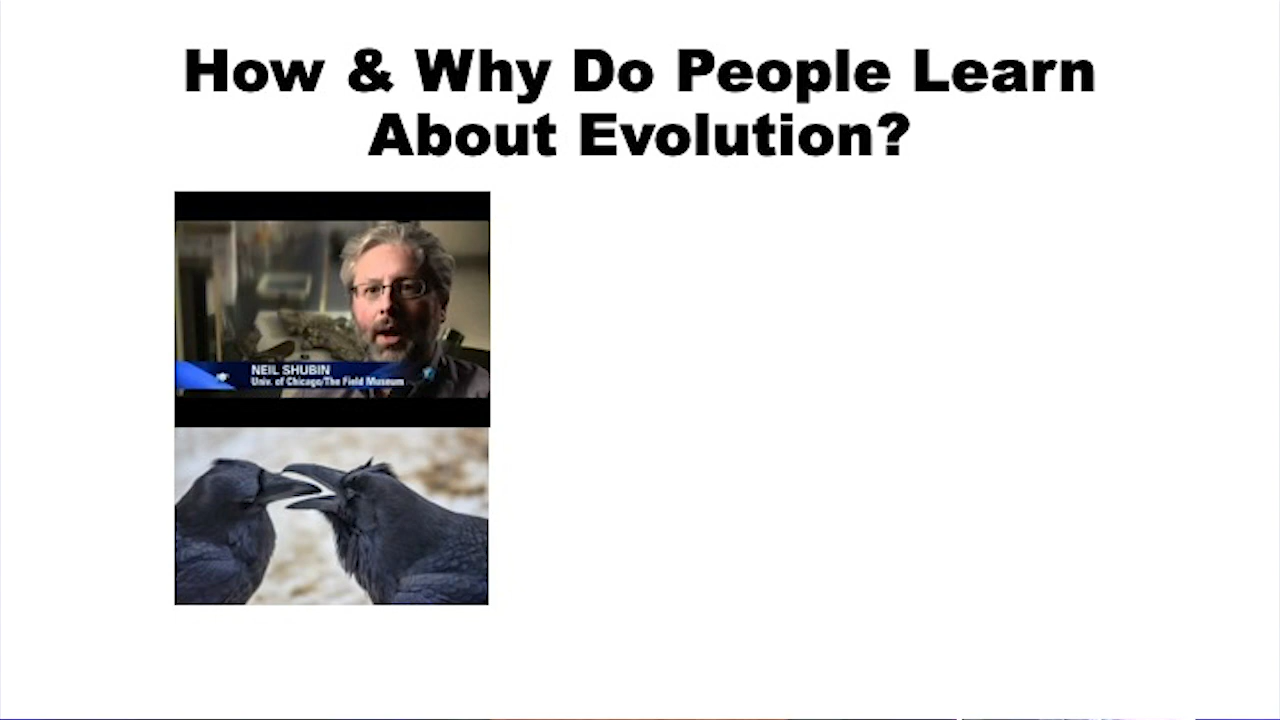 How & Why Do People Learn
About Evolution?
NEIL SHUBIN
Univ. of Chicago/The Field Museum